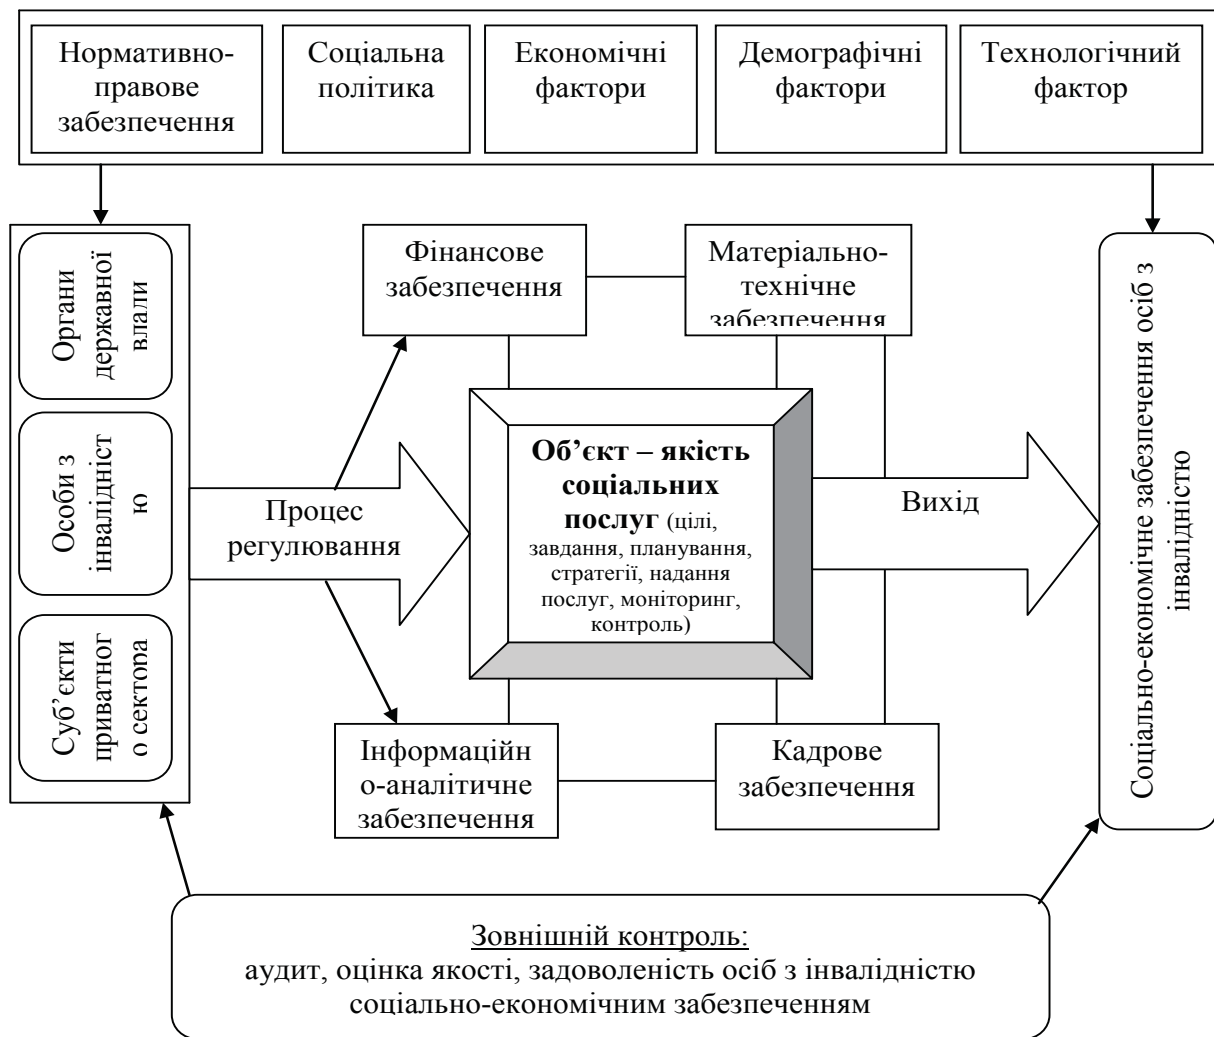 Нормативно-
правове
забезпечення
Соціальна
політика
Економічні
фактори
Демографічні
фактори
Технологічний
фактор
Органи
державної
влади
Особи з
інвалідніст
ю
Суб’єкти
приватног
о сектора
Фінансове
забезпечення
Матеріально-
технічне
забезпечення
Процес
регулювання
Об’єкт – якість
соціальних
послуг (цілі,
завдання, планування,
стратегії, надання
послуг, моніторинг,
контроль)
Вихід
Інформаційн
о-аналітичне
забезпечення
Кадрове
забезпечення
Соціально-економічне забезпечення осіб з
інвалідністю
Зовнішній контроль:
аудит, оцінка якості, задоволеність осіб з інвалідністю
соціально-економічним забезпеченням